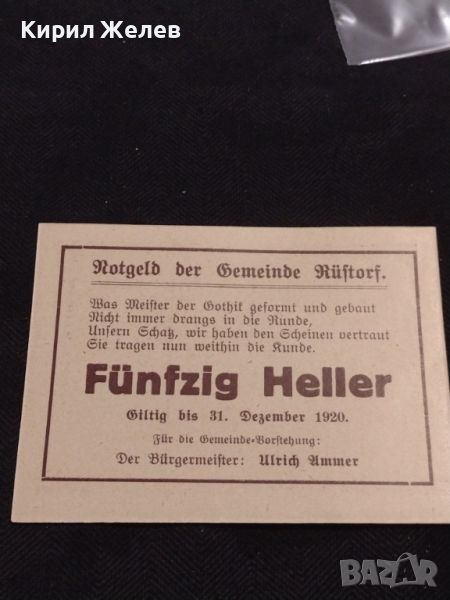 Кирил Желев
Notgeld der Gemeinde Rüstorf.
Was Meister der Gothik geformt und gebaut
Nicht immer drangs in die Runde,
Unsern Schatz, wir haben den Scheinen vertraut
Sie tragen nun weithin die Kunde.
Fünfzig Heller
Giltig bis 31. Dezember 1920.
Für die Gemeinde-Vorstehung:
Der Bürgermeister: Ulrich Ammer
BAZAR